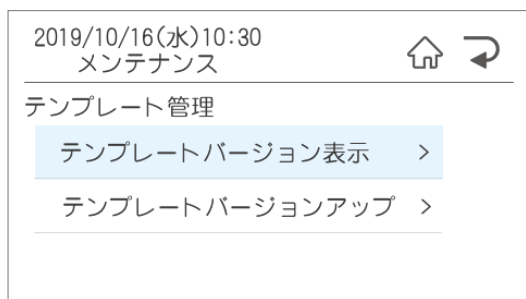 2019/10/16(水)10:30
メンテナンス
テンプレート管理
テンプレートバージョン表示 >
テンプレートバージョンアップ >